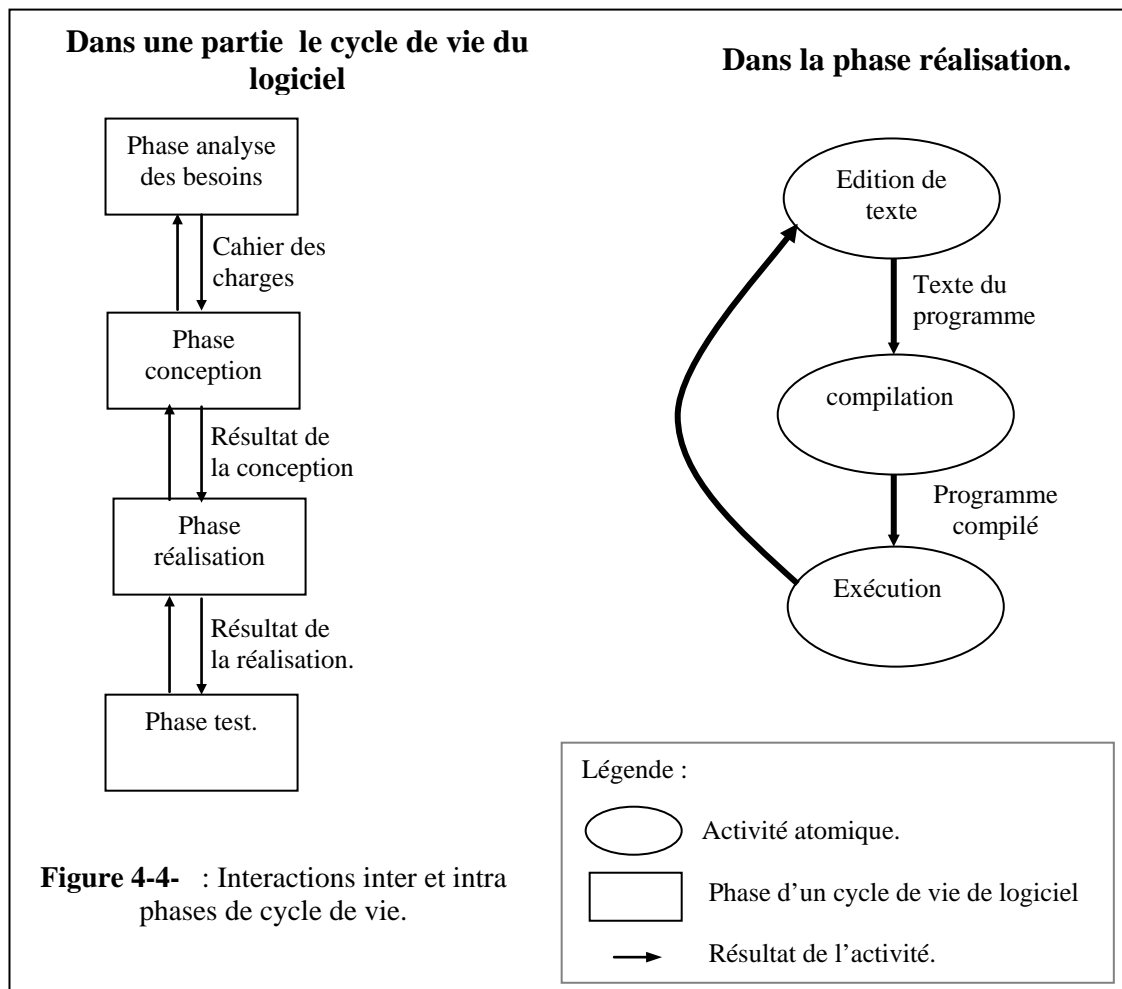 Dans une partie le cycle de vie du
logiciel
Phase analyse
des besoins
Cahier des
charges
Phase
conception
Résultat de
la conception
Phase
réalisation
Résultat de
la réalisation.
Phase test.
Figure 4-4- : Interactions inter et intra
phases de cycle de vie.
Dans la phase réalisation.
Edition de
texte
Texte du
programme
compilation
Programme
compilé
Exécution
Légende :
Activité atomique.
Phase d'un cycle de vie de logiciel
Résultat de l'activité.